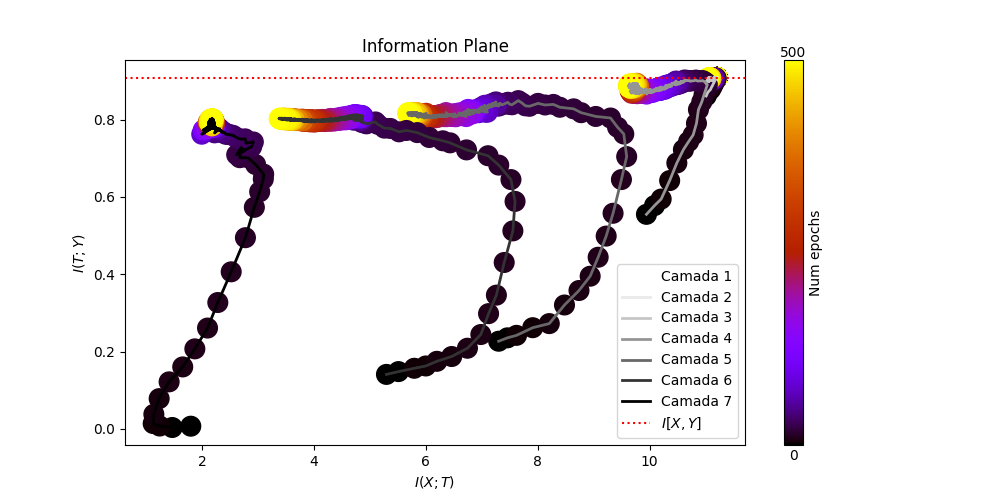 Information Plane
500
0.8
0.6
0.4
0.2
0.0
I(T; Y)
2
4
6
8
10
I(X; T)
Camada 1
Camada 2
Camada 3
Camada 4
Camada 5
Camada 6
Camada 7
I[X, Y]
Num epochs
0